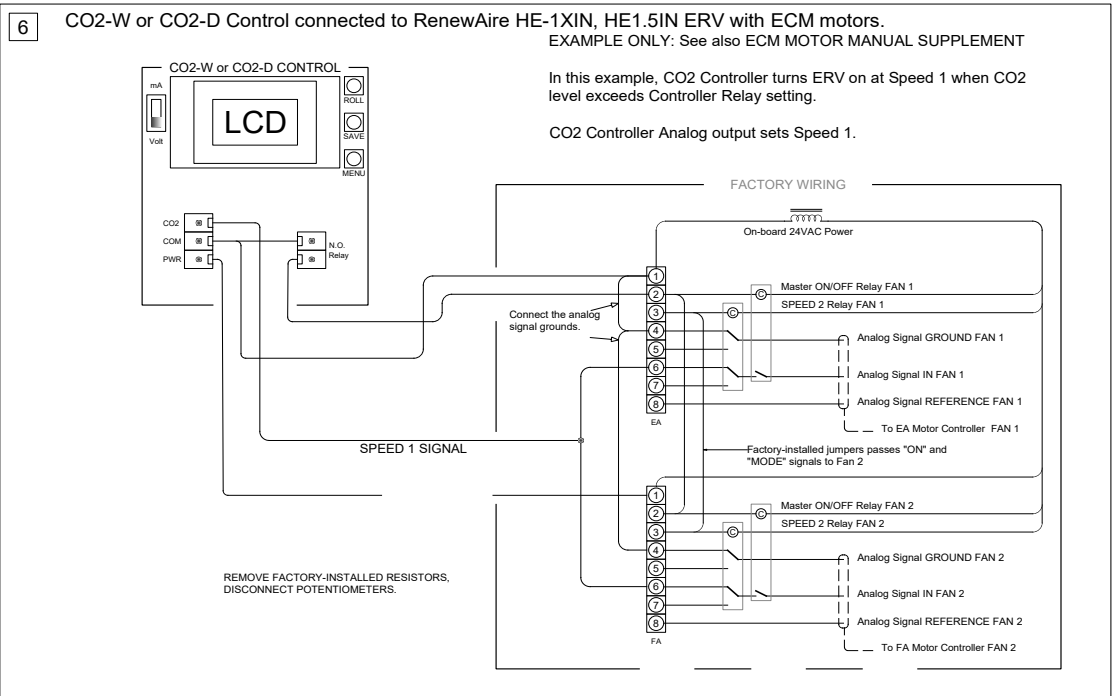 6
CO2-W or CO2-D Control connected to RenewAire HE-1XIN, HE1.5IN ERV with ECM motors.
EXAMPLE ONLY: See also ECM MOTOR MANUAL SUPPLEMENT
In this example, CO2 Controller turns ERV on at Speed 1 when CO2
level exceeds Controller Relay setting.
CO2 Controller Analog output sets Speed 1.
CO2-W or CO2-D CONTROL
mA
Volt
LCD
ROLL
SAVE
MENU
CO2
COM
PWR
N.O.
Relay
FACTORY WIRING
On-board 24VAC Power
1
2
3
4
5
6
7
8
EA
C
C
Master ON/OFF Relay FAN 1
SPEED 2 Relay FAN 1
Connect the analog
signal grounds.
Analog Signal GROUND FAN 1
Analog Signal IN FAN 1
Analog Signal REFERENCE FAN 1
To EA Motor Controller FAN 1
SPEED 1 SIGNAL
Factory-installed jumpers passes "ON" and
"MODE" signals to Fan 2
1
2
3
4
5
6
7
8
FA
C
C
Master ON/OFF Relay FAN 2
SPEED 2 Relay FAN 2
Analog Signal GROUND FAN 2
Analog Signal IN FAN 2
Analog Signal REFERENCE FAN 2
To FA Motor Controller FAN 2
REMOVE FACTORY-INSTALLED RESISTORS,
DISCONNECT POTENTIOMETERS.